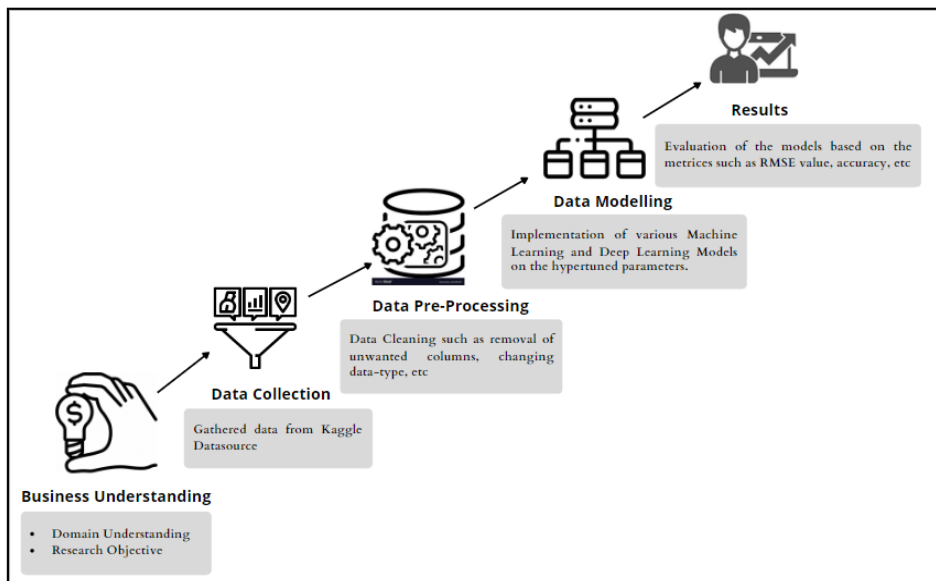 Results
Evaluation of the models based on the
metrices such as RMSE value, accuracy, etc
Data Modelling
Implementation of various Machine
Learning and Deep Learning Models
on the hypertuned parameters.
Data Pre-Processing
Data Cleaning such as removal of
unwanted columns, changing
data-type, etc
Data Collection
Gathered data from Kaggle
Datasource
$
Business Understanding
• Domain Understanding
• Research Objective